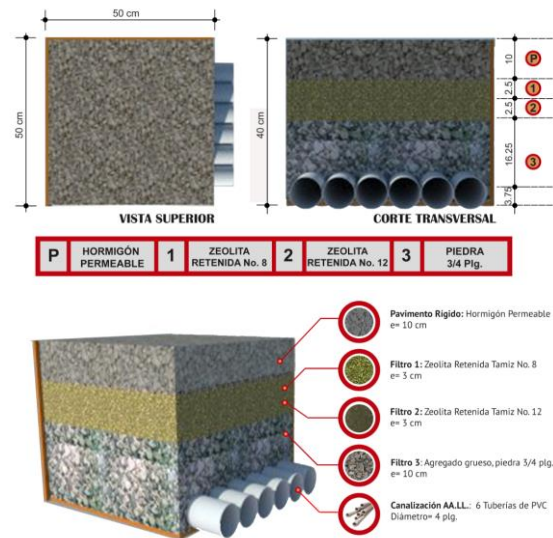 50 cm
50 cm
VISTA SUPERIOR
40 cm
10
2.5
2.5
16.25
3.75
P
1
2
3
CORTE TRANSVERSAL
P HORMIGÓN PERMEABLE
1 ZEOLITA RETENIDA No. 8
2 ZEOLITA RETENIDA No. 12
3 PIEDRA 3/4 Plg.
Pavimento Rígido: Hormigón Permeable
e= 10 cm
Filtro 1: Zeolita Retenida Tamiz No. 8
e= 3 cm
Filtro 2: Zeolita Retenida Tamiz No. 12
e= 3 cm
Filtro 3: Agregado grueso, piedra 3/4 plg.
e= 10 cm
Canalización AA.LL.: 6 Tuberías de PVC
Diámetro= 4 plg.